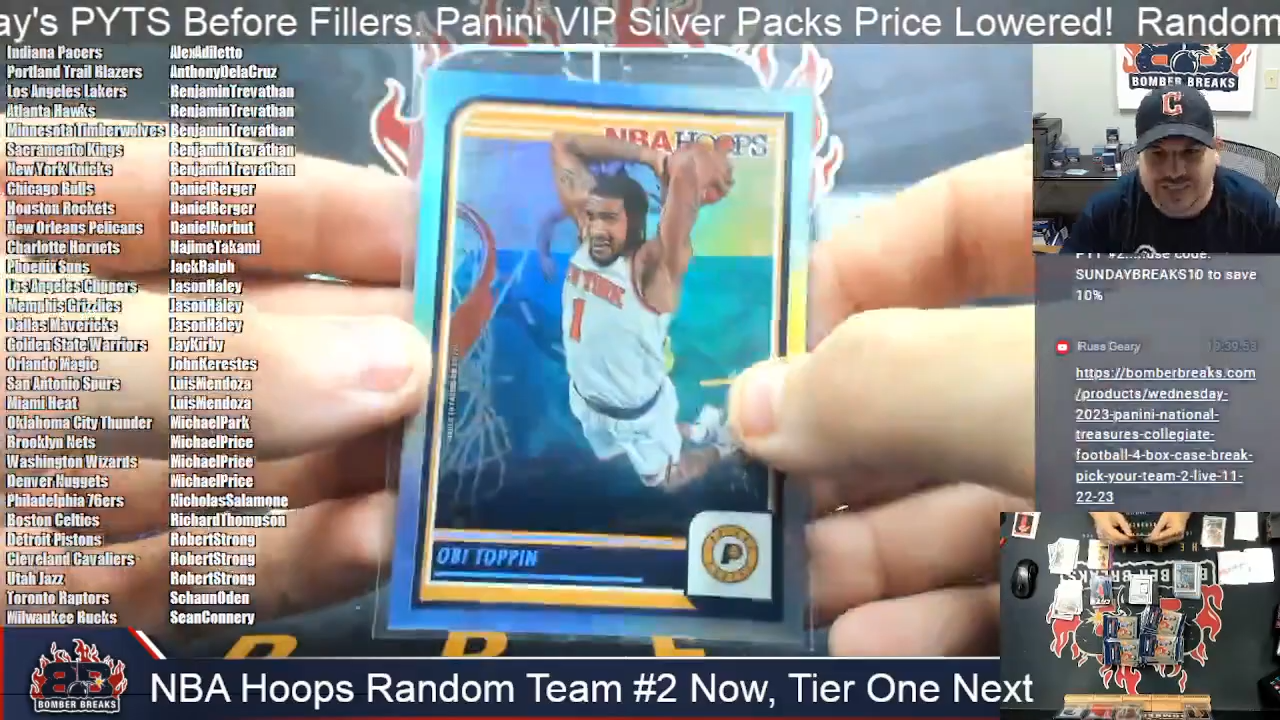 ay's PYTS Before Fillers. Panini VIP Silver Packs Price Lowered! Random
Indiana Pacers AlexAdiletto
Portland Trail Blazers AnthonyDelaCruz
Los Angeles Lakers BenjaminTrevathan
Atlanta Hawks BenjaminTrevathan
Minnesota Timberwolves BenjaminTrevathan
Sacramento Kings BenjaminTrevathan
New York Knicks BenjaminTrevathan
Chicago Bulls DanielBerger
Houston Rockets DanielBerger
New Orleans Pelicans DanielNorbut
Charlotte Hornets HajimeTakami
Phoenix Suns JackRalph
Los Angeles Clippers JasonHaley
Memphis Grizzlies JasonHaley
Dallas Mavericks JasonHaley
Golden State Warriors JayKirby
Orlando Magic JohnKerestes
San Antonio Spurs LuisMendoza
Miami Heat LuisMendoza
Oklahoma City Thunder MichaelPark
Brooklyn Nets MichaelPrice
Washington Wizards MichaelPrice
Denver Nuggets MichaelPrice
Philadelphia 76ers NicholasSalamone
Boston Celtics RichardThompson
Detroit Pistons RobertStrong
Cleveland Cavaliers RobertStrong
Utah Jazz RobertStrong
Toronto Raptors SchaunOden
Milwaukee Bucks SeanConnery
NBA HOOPS
YORK
1
OBI TOPPIN
P
BOMBER BREAKS
C
PYT #2.....use code:
SUNDAYBREAKS10 to save
10%
Russ Geary
https://bomberbreaks.com
/products/wednesday-
2023-panini-national-
treasures-collegiate-
football-4-box-case-break-
pick-your-team-2-live-11-
22-23
BOMBER BREAKS
NBA Hoops Random Team #2 Now, Tier One Next